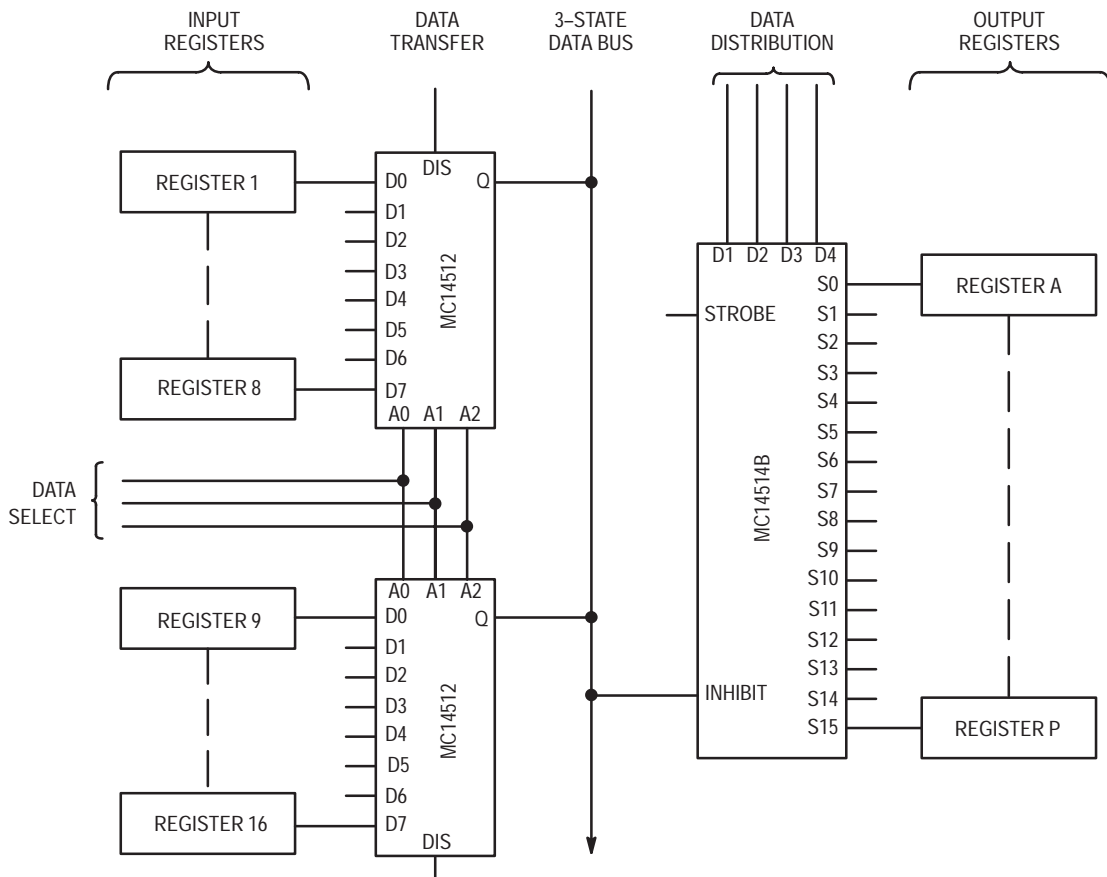 INPUT
REGISTERS
DATA
TRANSFER
3–STATE
DATA BUS
DATA
DISTRIBUTION
OUTPUT
REGISTERS
REGISTER 1
REGISTER 8
DIS
D0
Q
D1
D2
D3
D4
D5
D6
D7
MC14512
A0 A1 A2
DATA
SELECT
REGISTER 9
REGISTER 16
A0 A1 A2
D0
Q
D1
D2
D3
D4
D5
D6
D7
MC14512
DIS
D1 D2 D3 D4
STROBE
INHIBIT
MC14514B
S0
S1
S2
S3
S4
S5
S6
S7
S8
S9
S10
S11
S12
S13
S14
S15
REGISTER A
REGISTER P